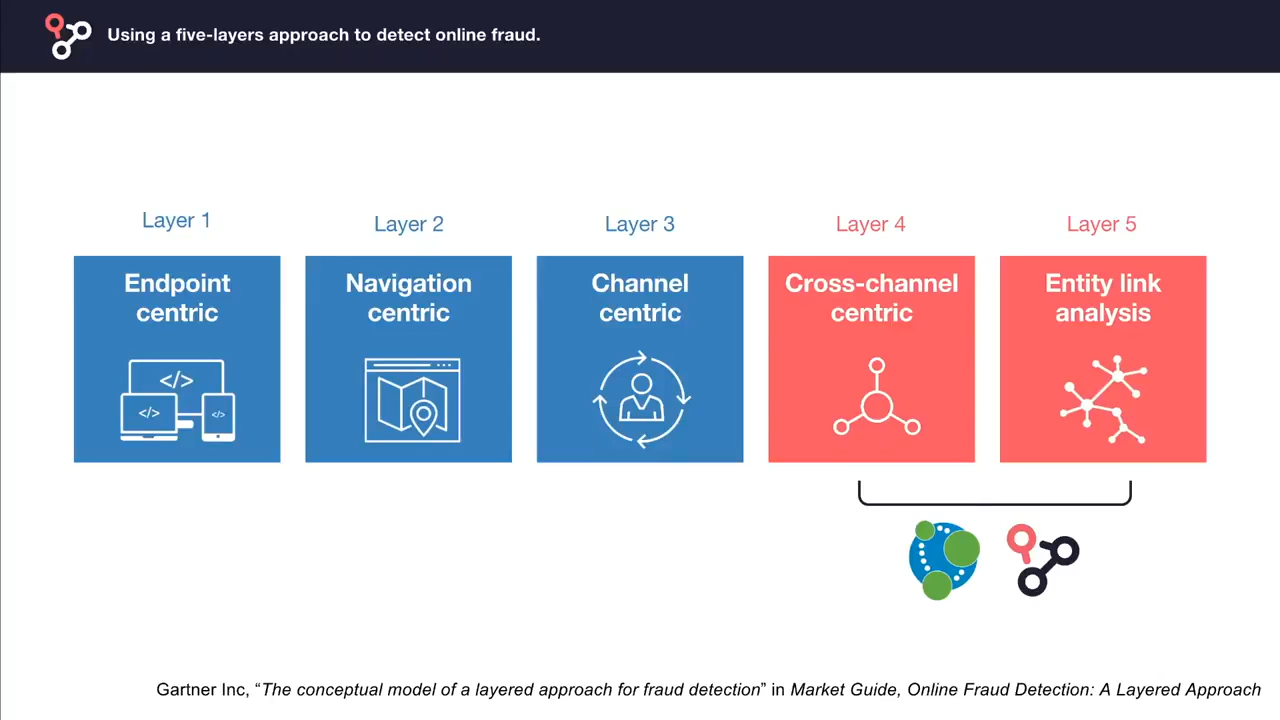 Using a five-layers approach to detect online fraud.
Layer 1
Layer 2
Layer 3
Layer 4
Layer 5
Endpoint
centric
Navigation
centric
Channel
centric
Cross-channel
centric
Entity link
analysis
</>
</>
</>
Gartner Inc, “The conceptual model of a layered approach for fraud detection” in Market Guide, Online Fraud Detection: A Layered Approach